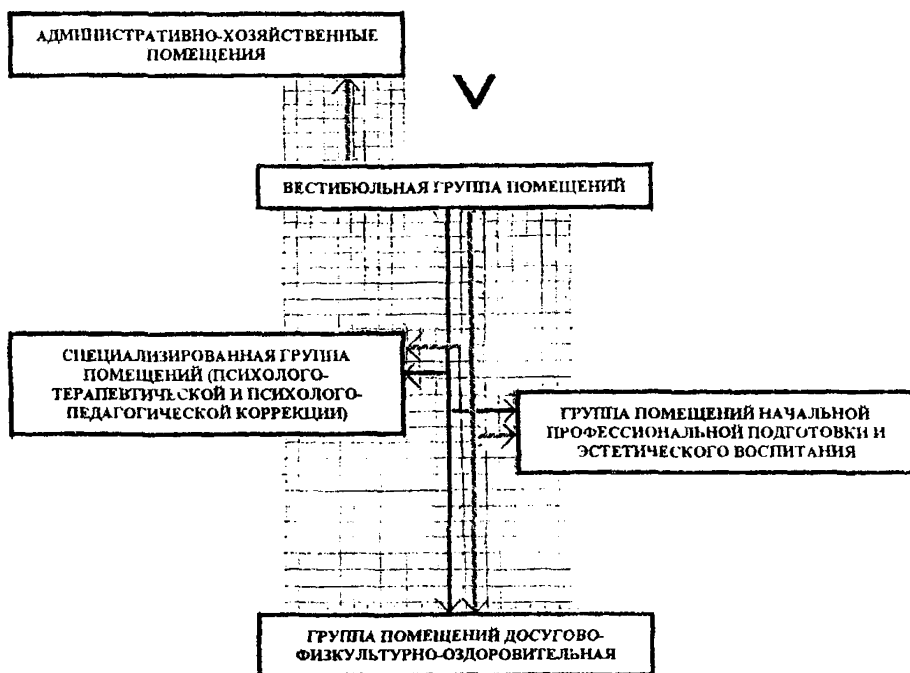 АДМИНИСТРАТИВНО-ХОЗЯЙСТВЕННЫЕ
ПОМЕЩЕНИЯ
ВЕСТИБЮЛЬНАЯ ГРУППА ПОМЕЩЕНИЙ
СПЕЦИАЛИЗИРОВАННАЯ ГРУППА
ПОМЕЩЕНИЙ (ПСИХОЛОГО-
ТЕРАПЕВТИЧЕСКОЙ И ПСИХОЛОГО-
ПЕДАГОГИЧЕСКОЙ КОРРЕКЦИИ)
ГРУППА ПОМЕЩЕНИЙ НАЧАЛЬНОЙ
ПРОФЕССИОНАЛЬНОЙ ПОДГОТОВКИ И
ЭСТЕТИЧЕСКОГО ВОСПИТАНИЯ
ГРУППА ПОМЕЩЕНИЙ ДОСУГОВО-
ФИЗКУЛЬТУРНО-ОЗДОРОВИТЕЛЬНАЯ